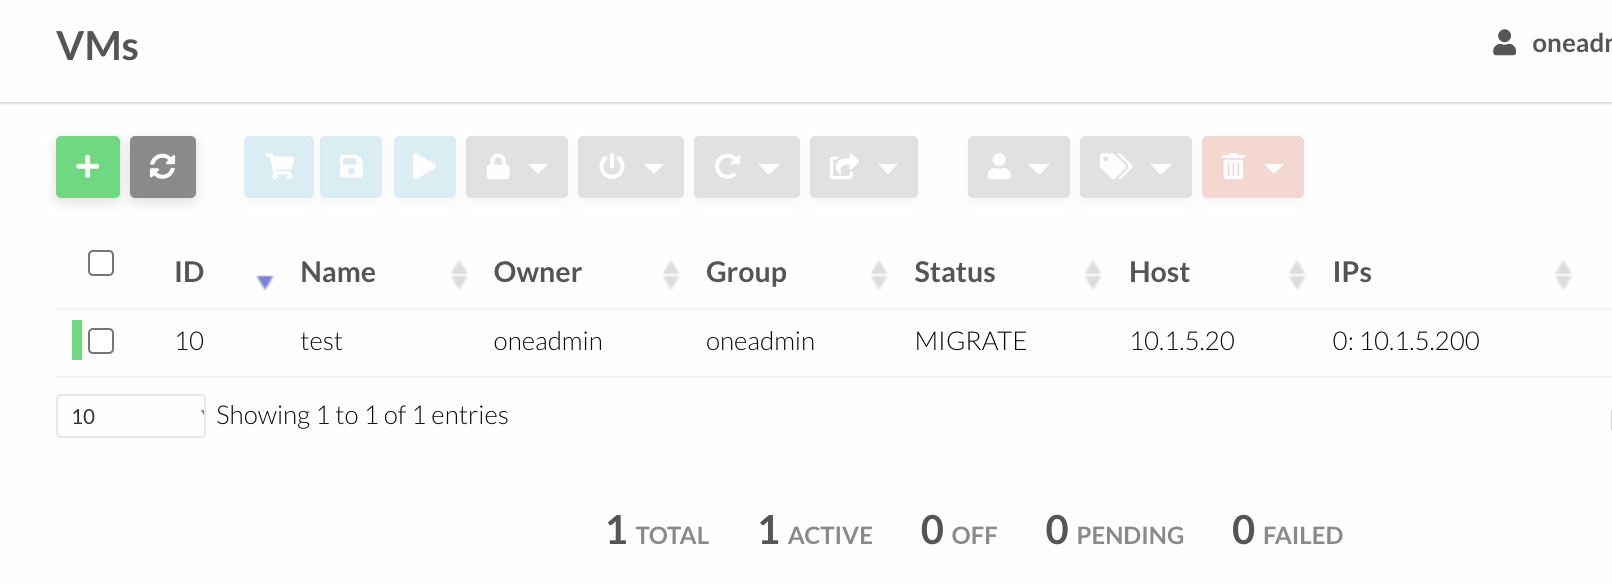 VMs
ID Name Owner Group Status Host IPs
10 test oneadmin oneadmin MIGRATE 10.1.5.20 0: 10.1.5.200
10 Showing 1 to 1 of 1 entries
1 TOTAL 1 ACTIVE 0 OFF 0 PENDING 0 FAILED